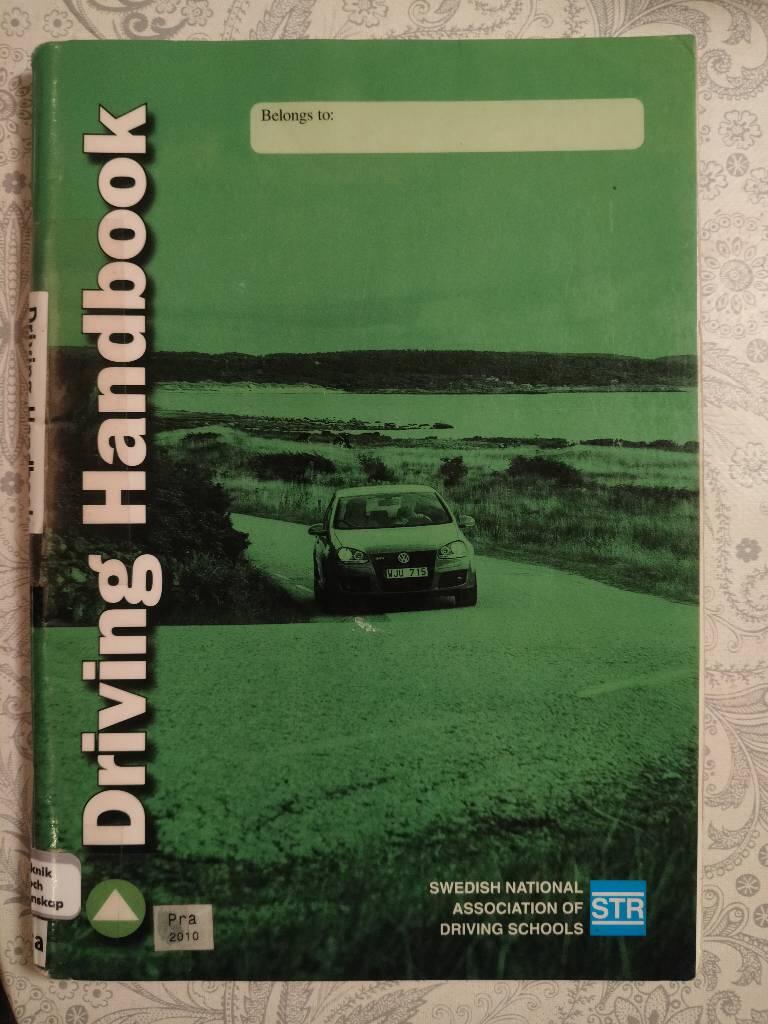 Belongs to:
Driving Handbook
WJU 715
knik
och
nskap
Pra
2010
SWEDISH NATIONAL
ASSOCIATION OF
DRIVING SCHOOLS
STR